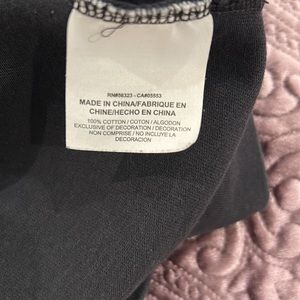 RN#56323 - CA#05553
MADE IN CHINA/FABRIQUE EN
CHINE/HECHO EN CHINA
100% COTTON / COTON / ALGODON
EXCLUSIVE OF DECORATION / DECORATION
NON COMPRISE / NO INCLUYE LA
DECORACION